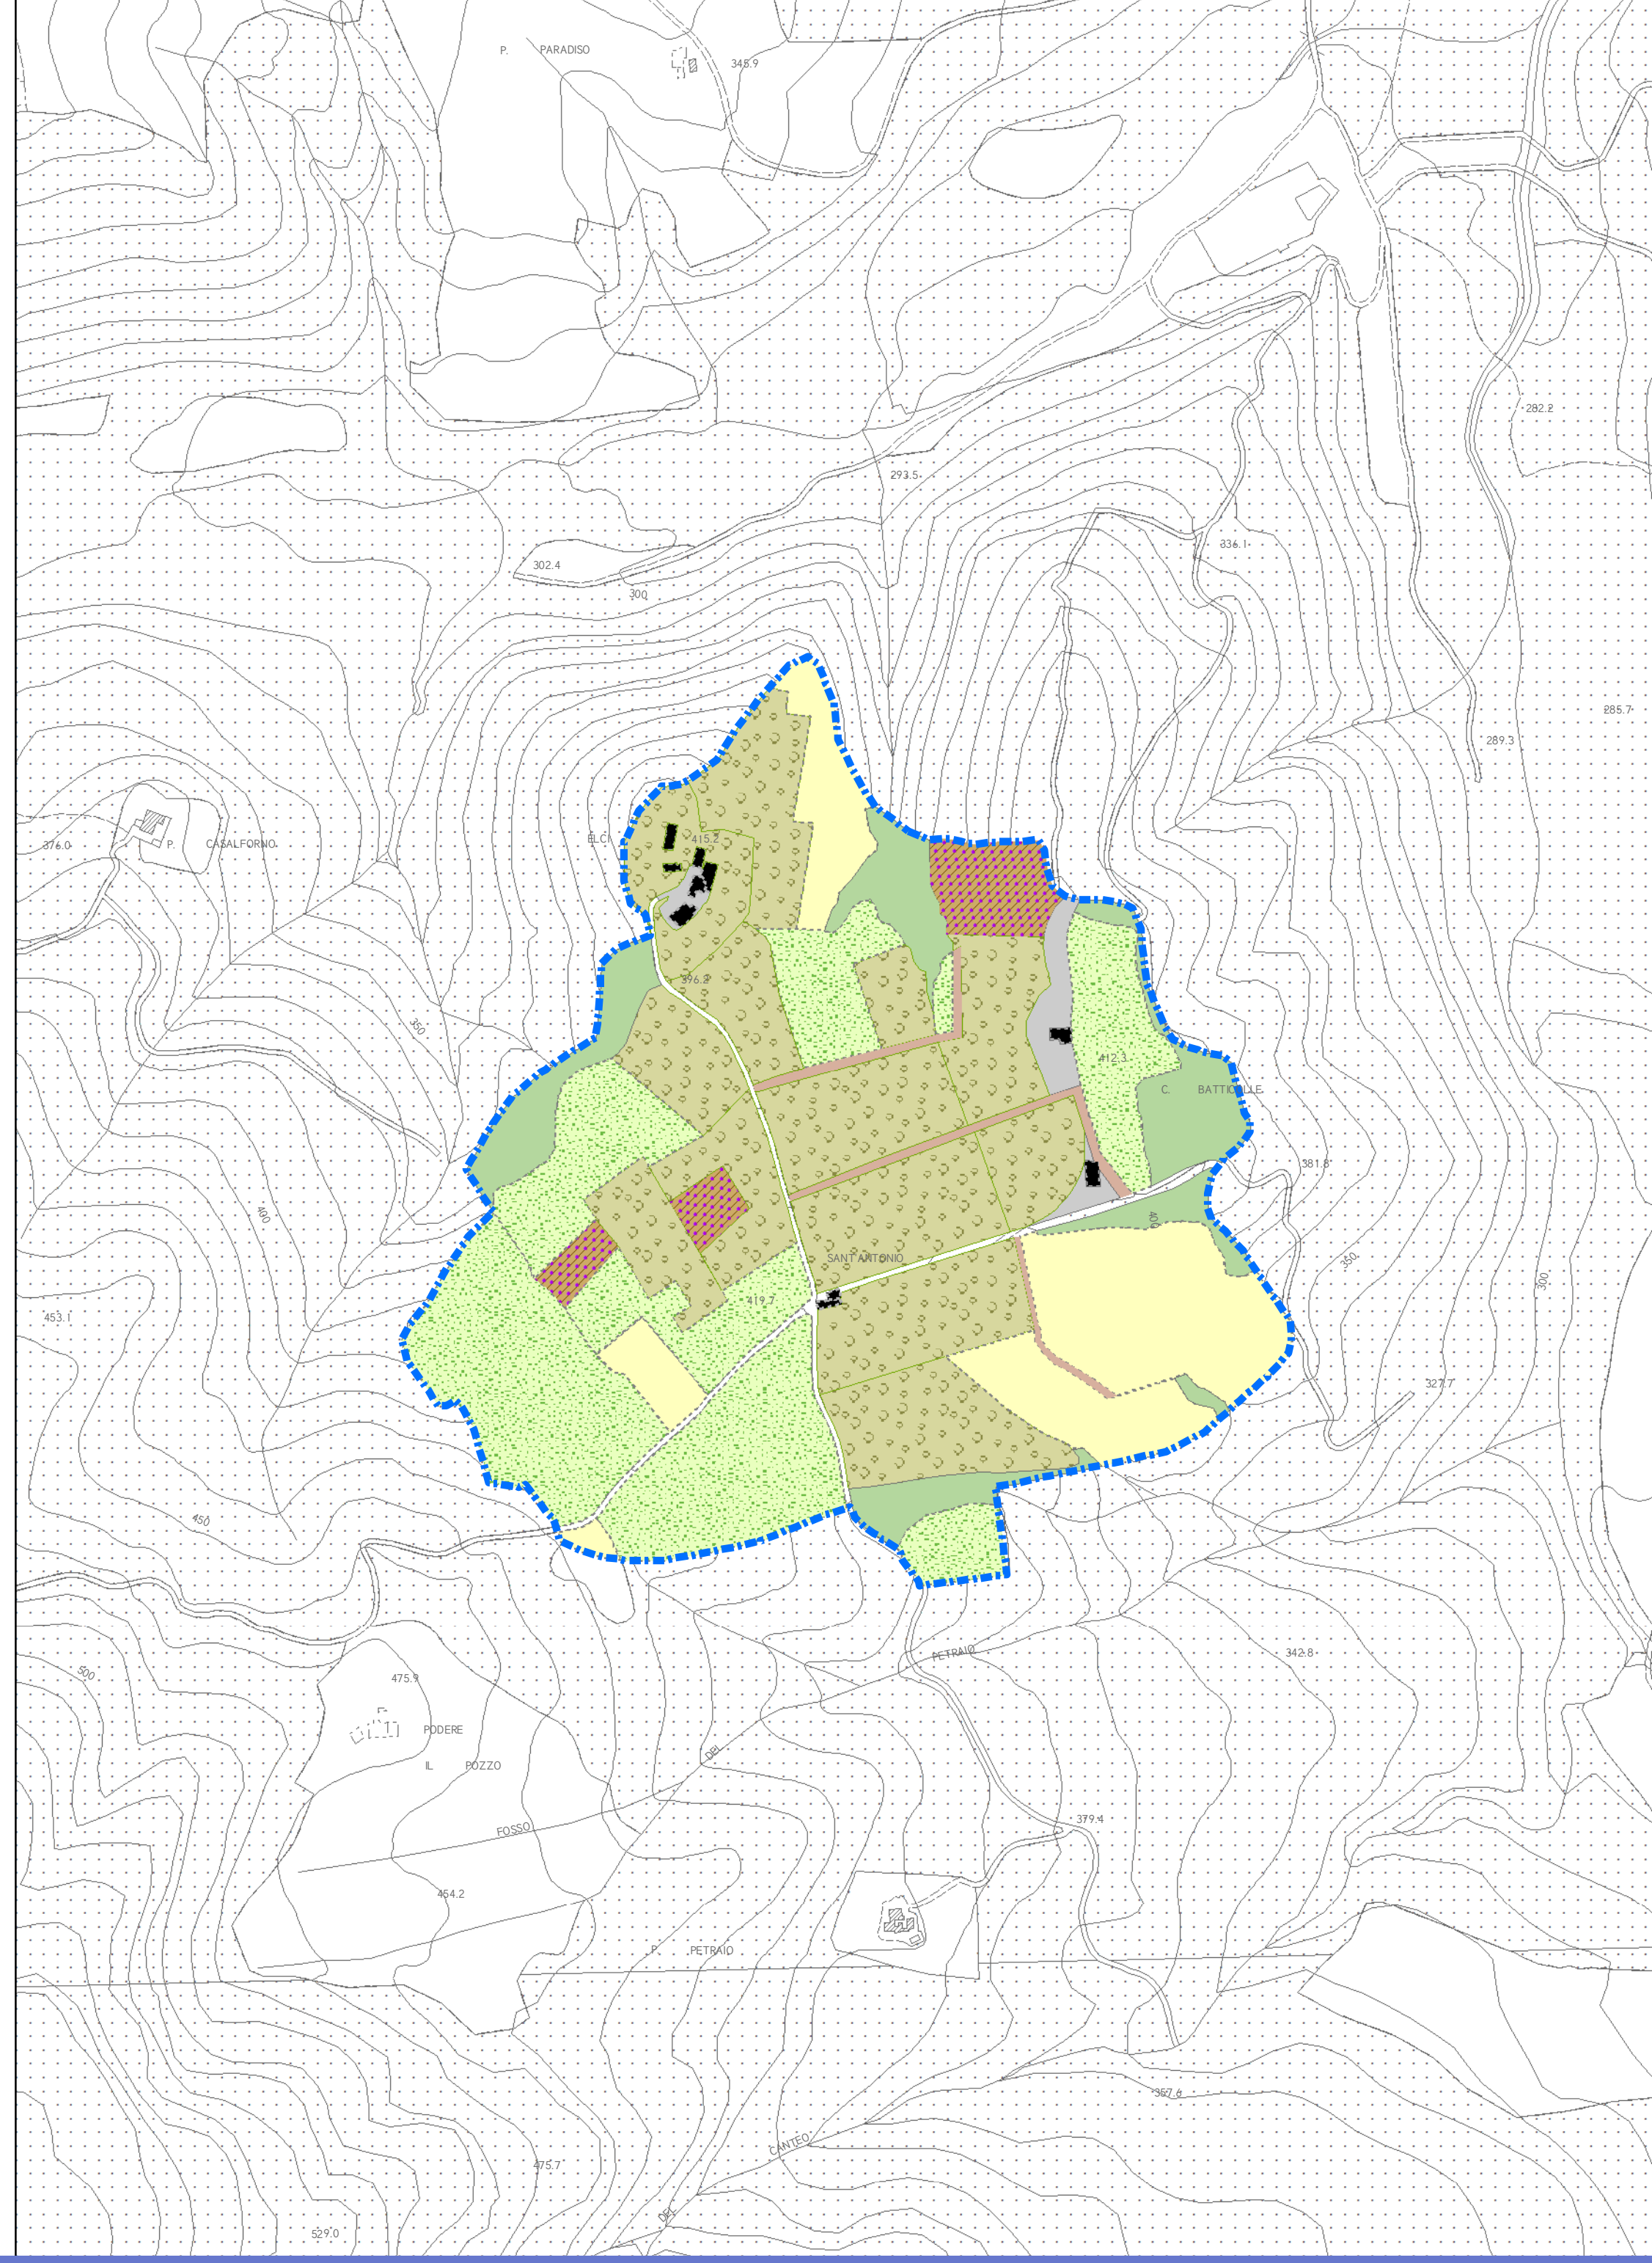 P. PARADISO
345.9
282.2
293.5
336.1
302.4
300
285.7
289.3
ELCI
415.2
376.0
P. CASALFORNO
396.2
350
412.3
C.
381.8
400
400
SANT'ANTONIO
350
300
419.7
453.1
327.7
450
PETRAIO
342.8
500
475.9
PODERE
IL POZZO
DEL
379.4
FOSSO
454.2
P. PETRAIO
357.6
CANTEO
475.7
DEL
529.0